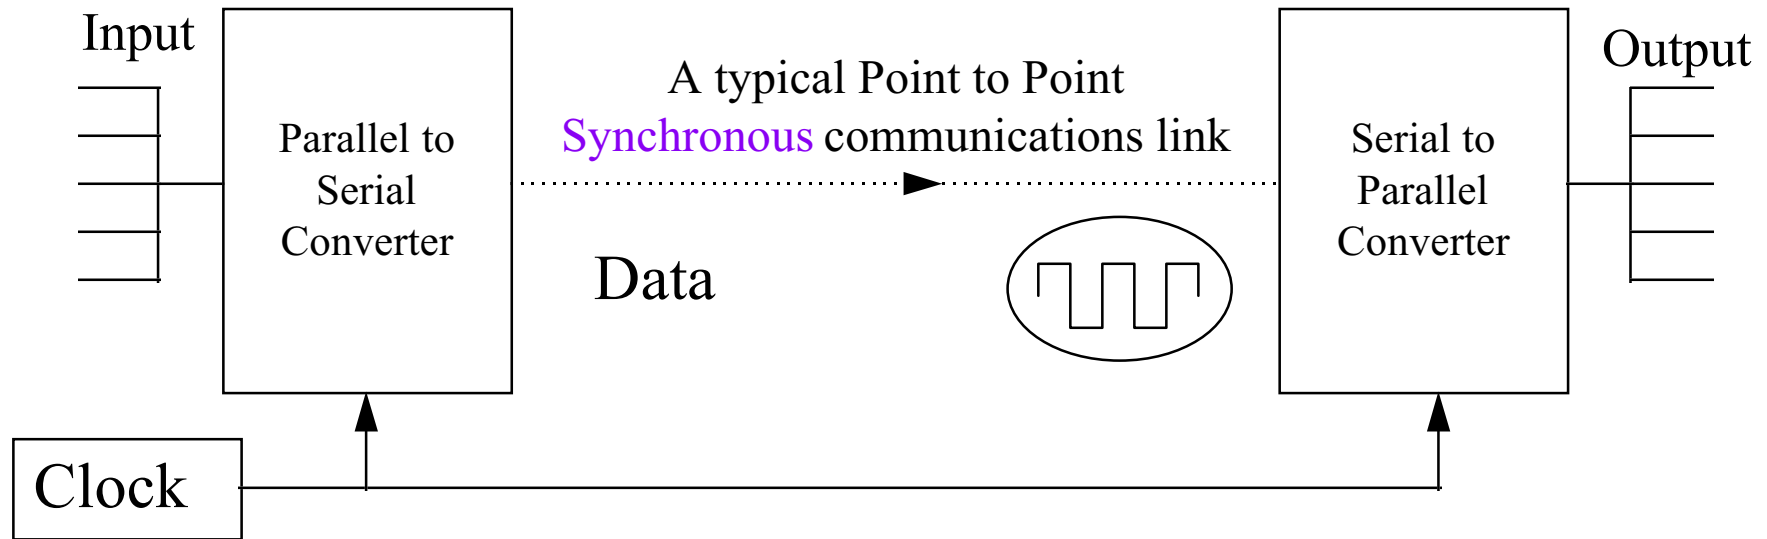 Input
Parallel to
Serial
Converter
A typical Point to Point
Synchronous communications link
Data
Serial to
Parallel
Converter
Output
Clock